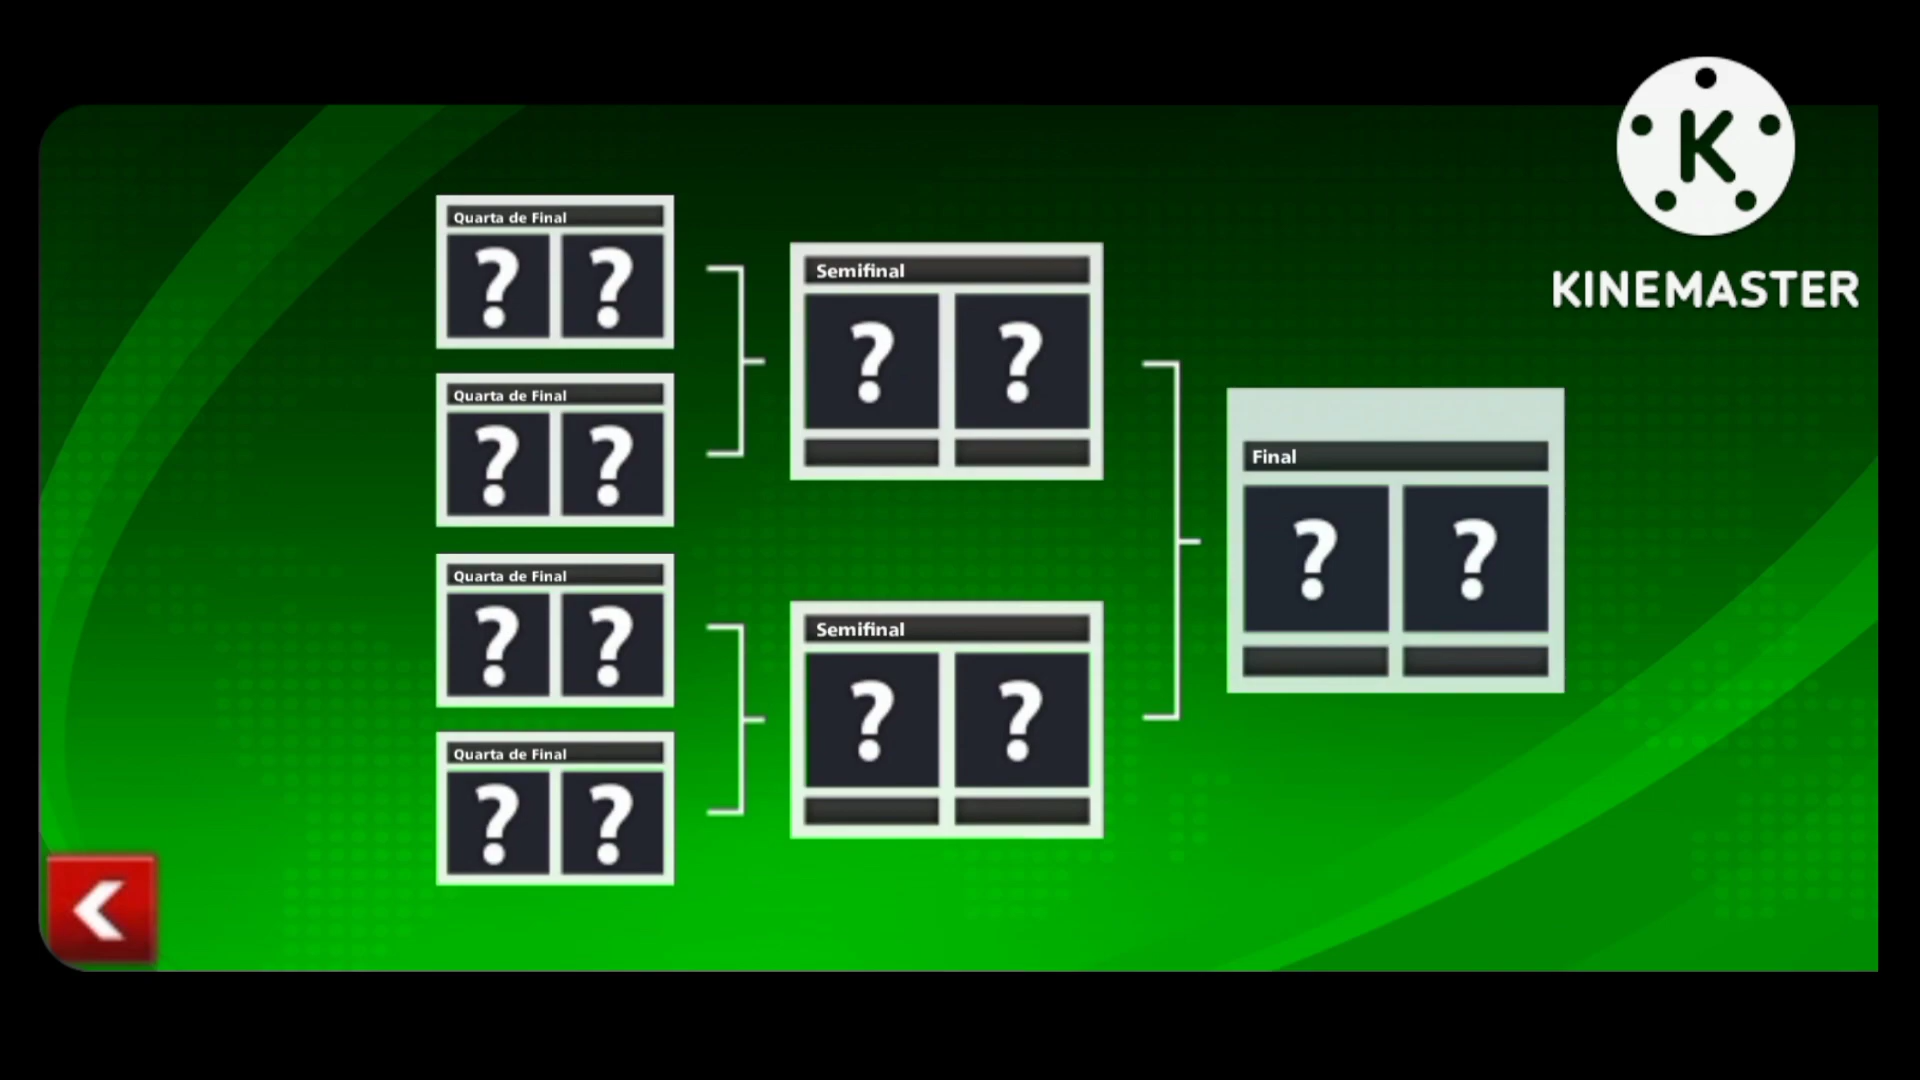 Quarta de Final
? ?
Quarta de Final
? ?
Quarta de Final
? ?
Quarta de Final
? ?
Semifinal
? ?
Semifinal
? ?
Final
? ?
K
KINEMASTER